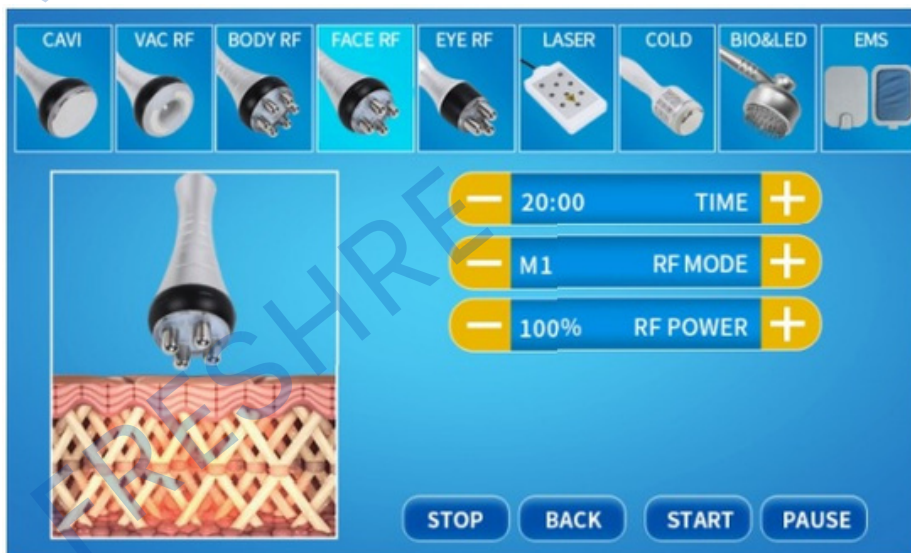 CAVI
VAC RF
BODY RF
FACE RF
EYE RF
LASER
COLD
BIO&LED
EMS
20:00 TIME
M1 RF MODE
100% RF POWER
STOP
BACK
START
PAUSE
FRESHRE